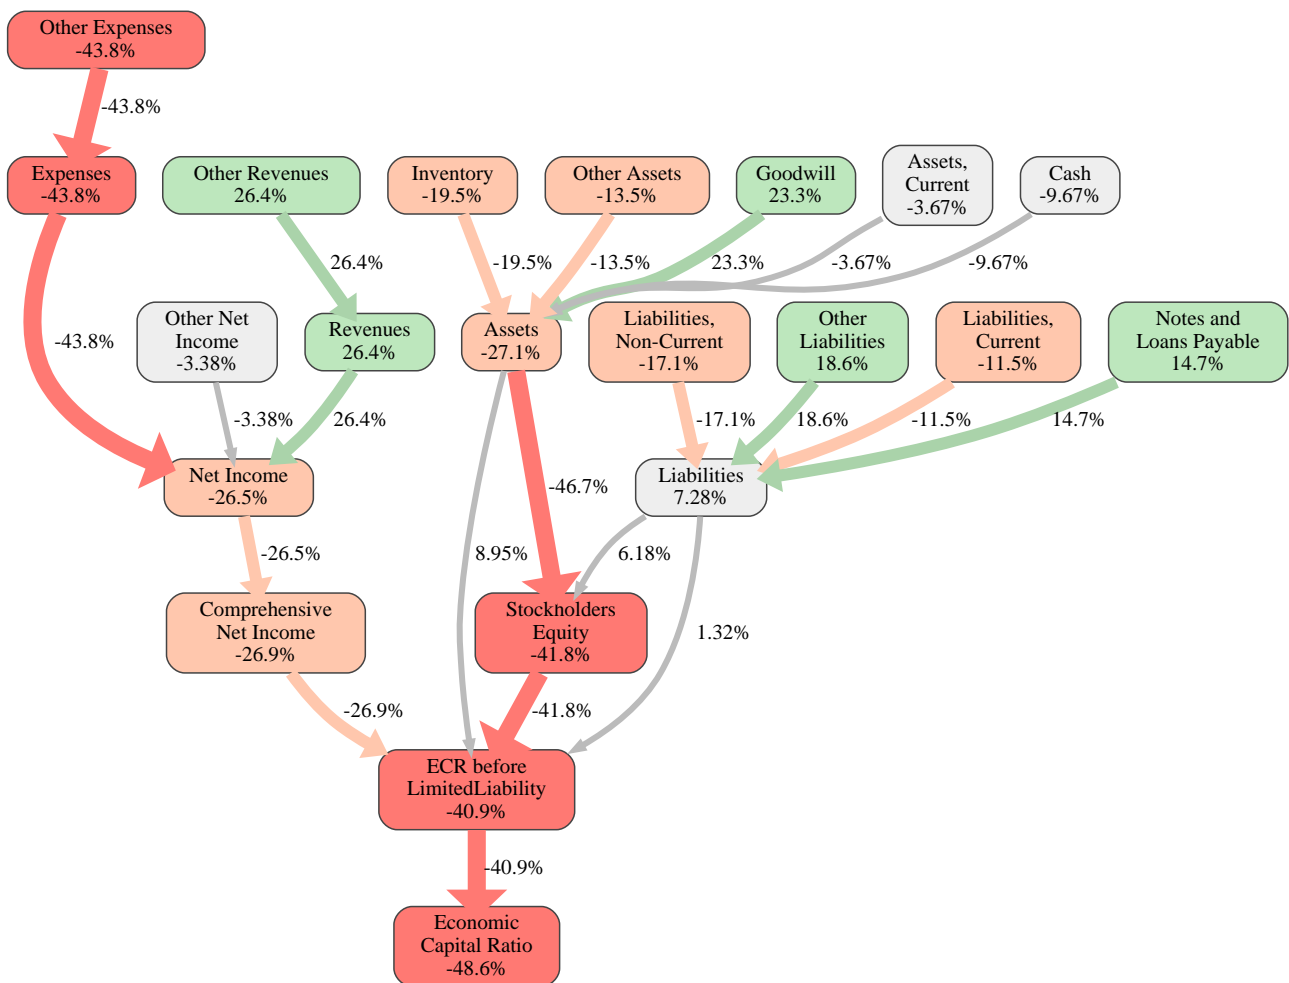 Other Expenses
-43.8%
-43.8%
Expenses
-43.8%
Other Revenues
26.4%
Inventory
-19.5%
Other Assets
-13.5%
Goodwill
23.3%
Assets,
Current
-3.67%
Cash
-9.67%
26.4%
-19.5%
-13.5%
23.3%
-3.67%
-9.67%
-43.8%
Other Net
Income
-3.38%
Revenues
26.4%
Assets
-27.1%
Liabilities,
Non-Current
-17.1%
Other
Liabilities
18.6%
Liabilities,
Current
-11.5%
Notes and
Loans Payable
14.7%
-3.38%
26.4%
-17.1%
18.6%
-11.5%
14.7%
Net Income
-26.5%
-46.7%
Liabilities
7.28%
-26.5%
8.95%
6.18%
1.32%
Comprehensive
Net Income
-26.9%
Stockholders
Equity
-41.8%
-26.9%
-41.8%
ECR before
LimitedLiability
-40.9%
-40.9%
Economic
Capital Ratio
-48.6%